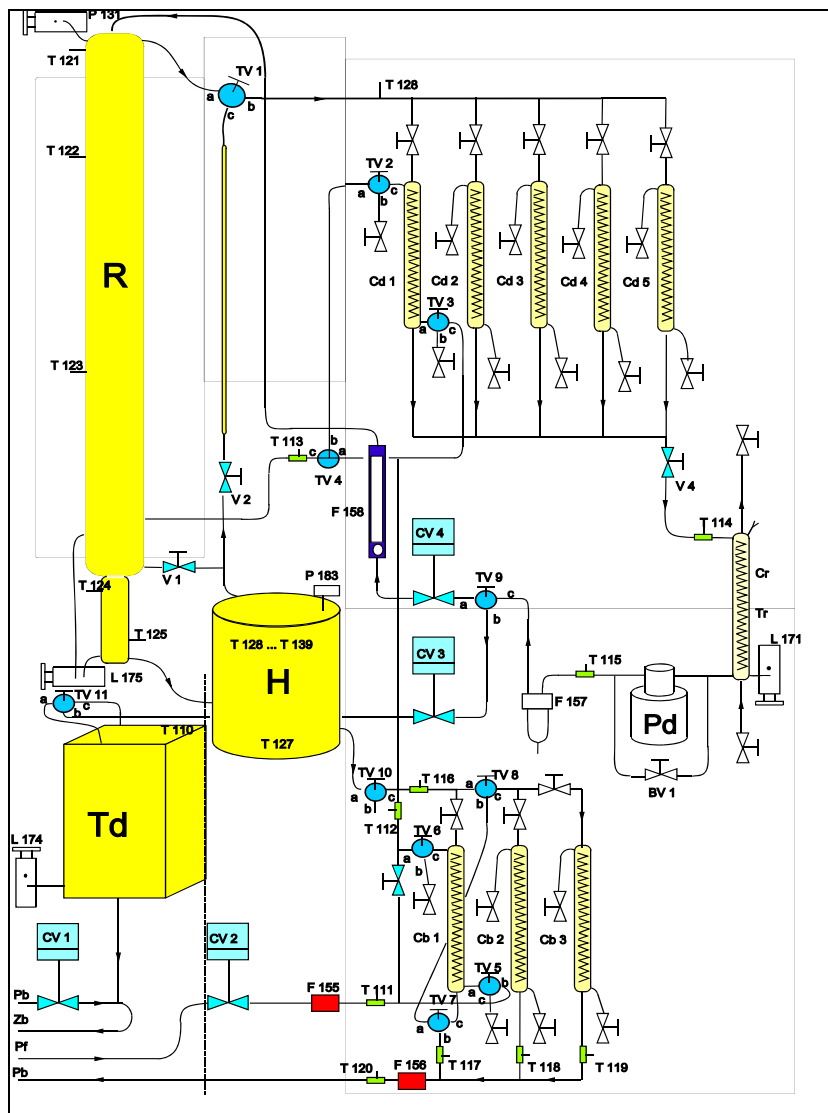 P 131
T 121
TV 1
a
b
c
T 128
T 122
TV 2
a
c
b
R
Cd 1
Cd 2
Cd 3
Cd 4
Cd 5
TV 3
a
c
b
T 123
T 113
b
c
a
TV 4
V 2
F 158
V 4
CV 4
T 114
V 1
T 124
P 183
TV 9
a
c
b
Cr
Tr
T 125
T 128 ... T 139
H
CV 3
L 171
T 115
L 175
TV 11
a
c
b
F 157
Pd
T 110
T 127
TV 10
a
c
b
T 116
TV 8
a
c
b
BV 1
Td
T 112
TV 6
a
c
b
L 174
Cb 1
Cb 2
Cb 3
CV 1
CV 2
TV 5
a
b
c
F 155
T 111
TV 7
a
c
b
Pb
Zb
Pf
Pb
T 120
F 156
T 117
T 118
T 119